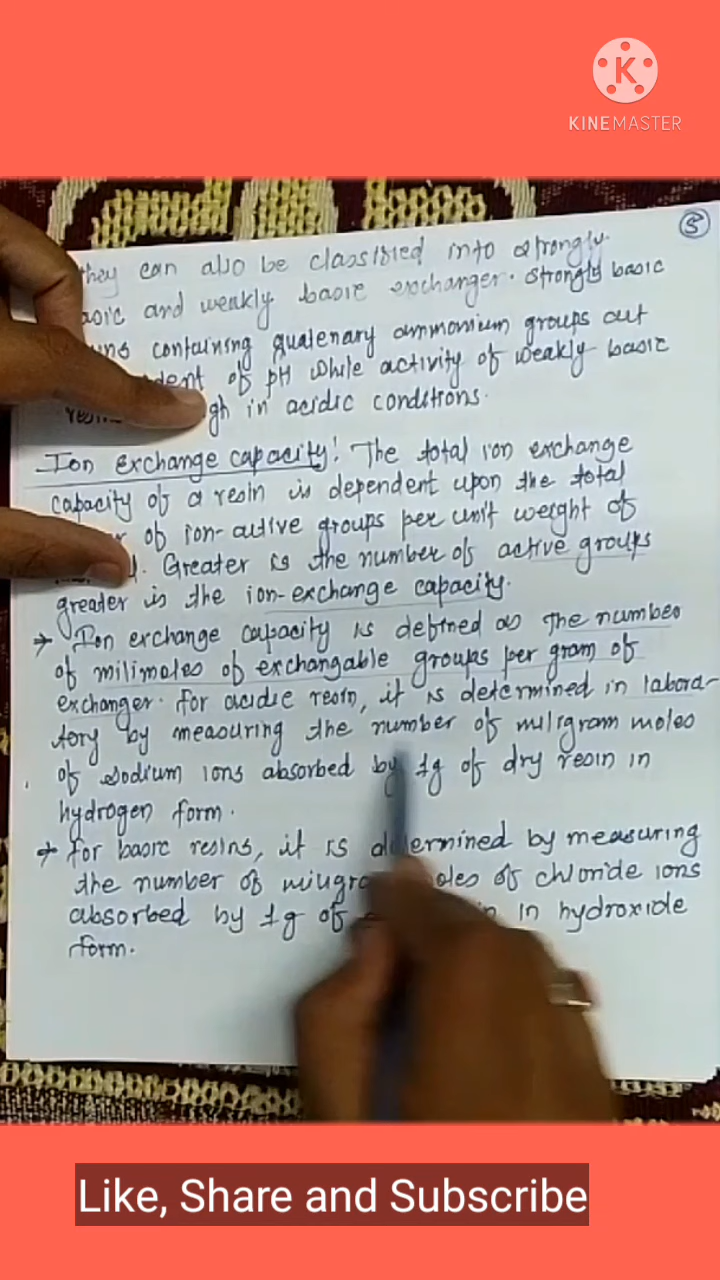 KINEMASTER
5
they can also be classified into strongly
and weakly basic exchanger. Strongly basic
containing quatenary ammonium groups out
of pH while activity of weakly basic
in acidic conditions.
Ion exchange capacity! The total ion exchange
capacity of a resin is dependent upon the total
of ion-active groups per unit weight of
Greater is the number of active groups
greater is the ion-exchange capacity.
→ Ion exchange capacity is defined as the number
of milimoles of exchangable groups per gram of
exchanger. for acidic resin, it is determined in labora-
tory by measuring the number of miligram moles
of sodium ions absorbed by 1g of dry resin in
hydrogen form.
→ for basic resins, it is determined by measuring
the number of of chloride ions
absorbed by 1g of in hydroxide
form.
Like, Share and Subscribe